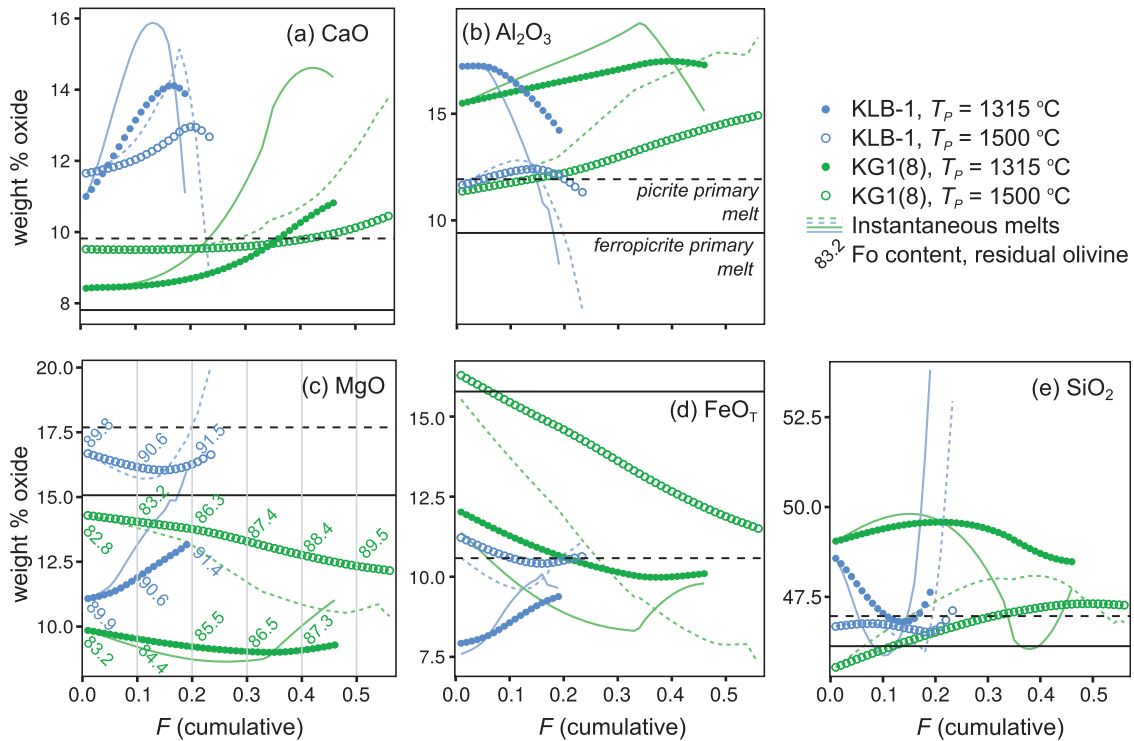 (a) CaO
16
14
12
10
8
weight % oxide
(b) Al₂O₃
15
10
picrite primary
melt
ferropicrite primary
melt
KLB-1, Tₚ = 1315 °C
KLB-1, Tₚ = 1500 °C
KG1(8), Tₚ = 1315 °C
KG1(8), Tₚ = 1500 °C
Instantaneous melts
83.2 Fo content, residual olivine
(c) MgO
20.0
17.5
15.0
12.5
10.0
weight % oxide
89.8
90.6
91.5
83.2
86.3
87.4
88.4
89.5
82.8
91.4
90.6
89.9
85.5
86.5
87.3
83.2
84.4
0.0 0.1 0.2 0.3 0.4 0.5
F (cumulative)
(d) FeO_T
15.0
12.5
10.0
7.5
0.0 0.1 0.2 0.3 0.4 0.5
F (cumulative)
(e) SiO₂
52.5
50.0
47.5
0.0 0.1 0.2 0.3 0.4 0.5
F (cumulative)